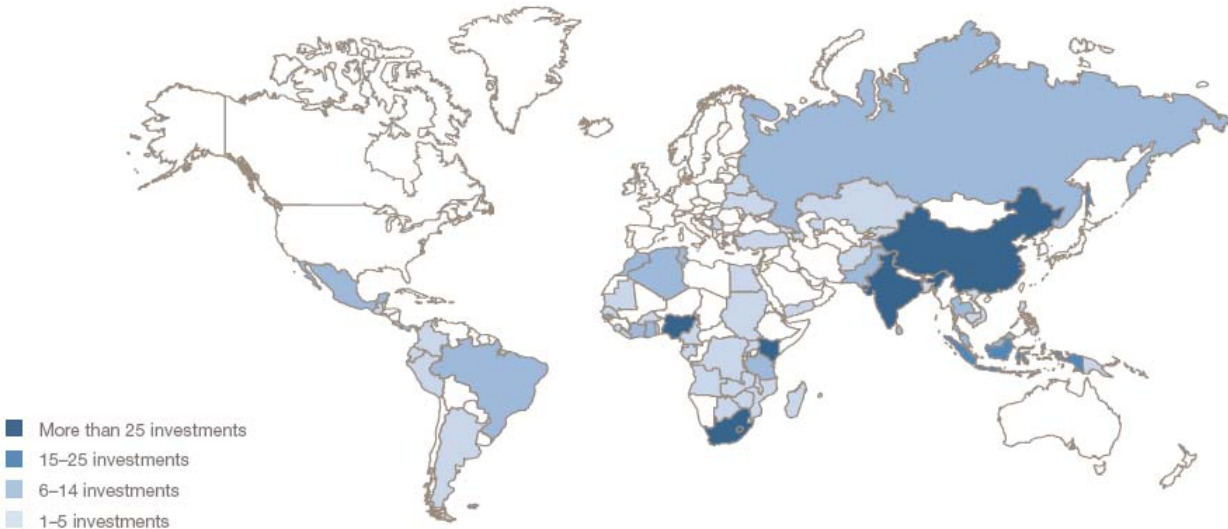 More than 25 investments
15–25 investments
6–14 investments
1–5 investments